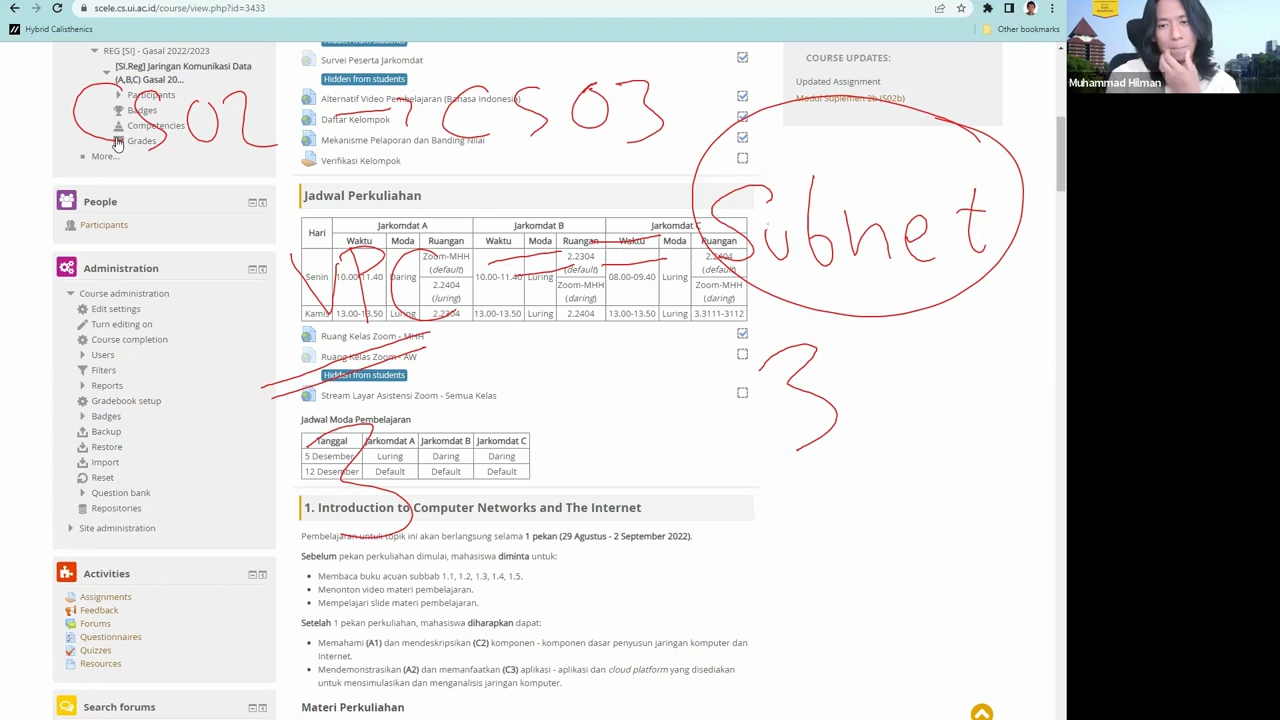 scele.cs.ui.ac.id/course/view.php?id=3433
Hybrid Calisthenics
Other bookmarks
Muhammad Hilman
REG [SI] - Gasal 2022/2023
[SI.Reg] Jaringan Komunikasi Data
(A,B,C) Gasal 20...
Participants
Badges
Competencies
Grades
More...
People
Participants
Administration
Course administration
Edit settings
Turn editing on
Course completion
Users
Filters
Reports
Gradebook setup
Badges
Backup
Restore
Import
Reset
Question bank
Repositories
Site administration
Activities
Assignments
Feedback
Forums
Questionnaires
Quizzes
Resources
Search forums
Hidden from students
Survei Peserta Jarkomdat
Hidden from students
Alternatif Video Pembelajaran (Bahasa Indonesia)
Daftar Kelompok
Mekanisme Pelaporan dan Banding Nilai
Verifikasi Kelompok
Jadwal Perkuliahan
Hari Jarkomdat A Jarkomdat B Jarkomdat C
Waktu Moda Ruangan Waktu Moda Ruangan Waktu Moda Ruangan
Senin 10.00-11.40 Daring Zoom-MHH (default) 2.2404 (luring) 10.00-11.40 Luring 2.2304 (default) Zoom-MHH (daring) 08.00-09.40 Luring 2.2404 (default) Zoom-MHH (daring)
Kamis 13.00-13.50 Luring 2.2304 13.00-13.50 Luring 2.2404 13.00-13.50 Luring 3.3111-3112
Ruang Kelas Zoom - MHH
Ruang Kelas Zoom - AW
Hidden from students
Stream Layar Asistensi Zoom - Semua Kelas
Jadwal Moda Pembelajaran
Tanggal Jarkomdat A Jarkomdat B Jarkomdat C
5 Desember Luring Daring Daring
12 Desember Default Default Default
1. Introduction to Computer Networks and The Internet
Pembelajaran untuk topik ini akan berlangsung selama 1 pekan (29 Agustus - 2 September 2022).
Sebelum pekan perkuliahan dimulai, mahasiswa diminta untuk:
Membaca buku acuan subbab 1.1, 1.2, 1.3, 1.4, 1.5.
Menonton video materi pembelajaran.
Mempelajari slide materi pembelajaran.
Setelah 1 pekan perkuliahan, mahasiswa diharapkan dapat:
Memahami (A1) dan mendeskripsikan (C2) komponen - komponen dasar penyusun jaringan komputer dan
Internet.
Mendemonstrasikan (A2) dan memanfaatkan (C3) aplikasi - aplikasi dan cloud platform yang disediakan
untuk mensimulasikan dan menganalisis jaringan komputer.
Materi Perkuliahan
COURSE UPDATES:
Updated Assignment
Modul Suplemen 2b (S02b)
CS02
CS03
Subnet
VPC
3
3